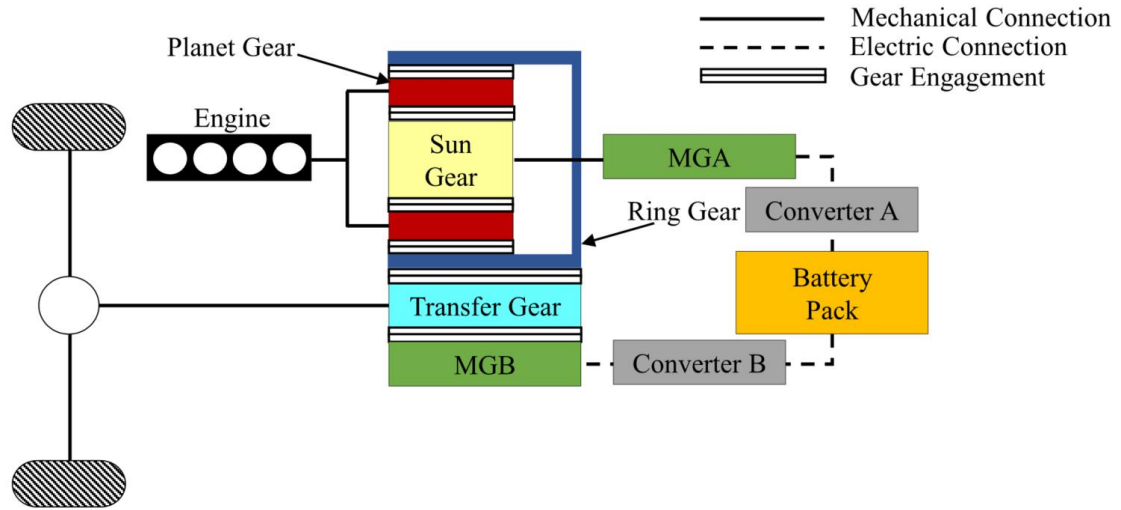 Mechanical Connection
Electric Connection
Gear Engagement
Planet Gear
Engine
Sun
Gear
MGA
Ring Gear
Converter A
Battery
Pack
Transfer Gear
MGB
Converter B